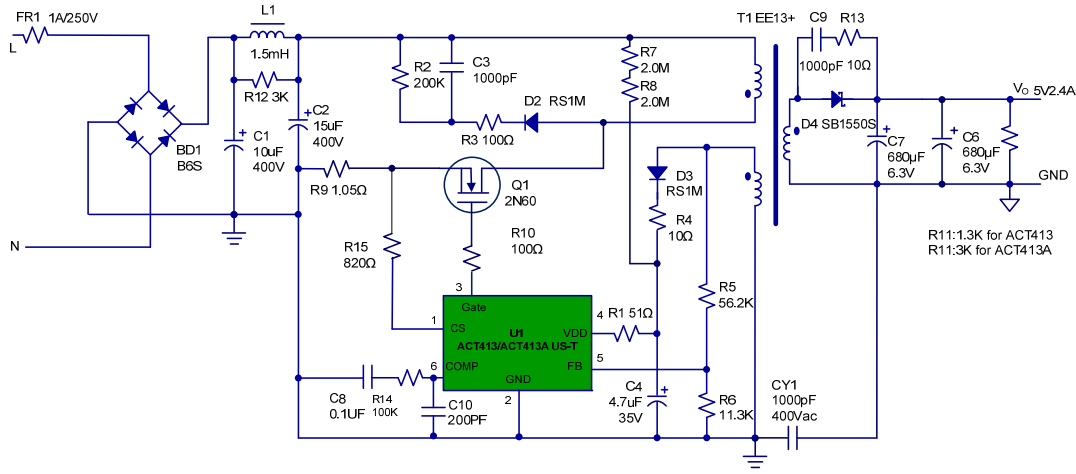 FR1 1A/250V
L
L1
1.5mH
R12 3K
C1
10uF
400V
C2
15uF
400V
BD1
B6S
N
R2
200K
C3
1000pF
R3 100Ω
D2 RS1M
R7
2.0M
R8
2.0M
T1 EE13+
C9
1000pF
R13
10Ω
D4 SB1550S
Vo 5V2.4A
C7
680µF
6.3V
C6
680µF
6.3V
GND
R11:1.3K for ACT413
R11:3K for ACT413A
R9 1.05Ω
Q1
2N60
R10
100Ω
R15
820Ω
D3
RS1M
R4
10Ω
R5
56.2K
3
Gate
1
CS
U1
ACT413/ACT413A US-T
4
VDD
R1 51Ω
6
COMP
5
FB
GND
2
C8
0.1UF
R14
100K
C10
200PF
C4
4.7uF
35V
R6
11.3K
CY1
1000pF
400Vac